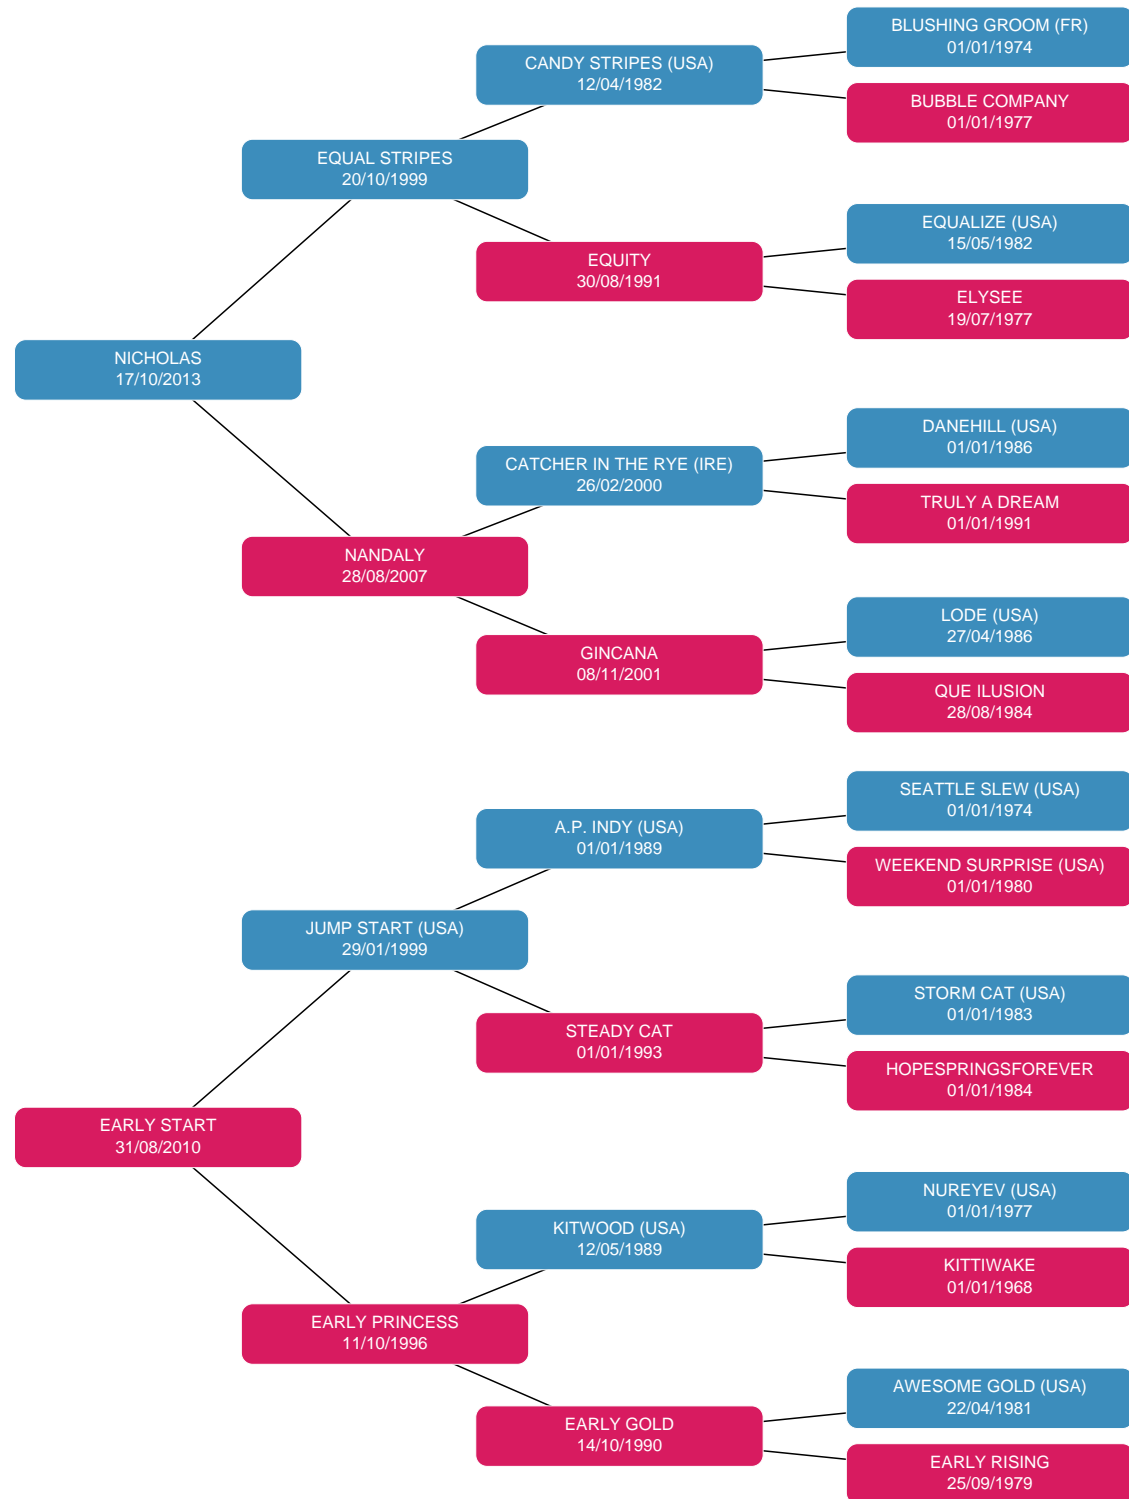 BLUSHING GROOM (FR)
01/01/1974
CANDY STRIPES (USA)
12/04/1982
BUBBLE COMPANY
01/01/1977
EQUAL STRIPES
20/10/1999
EQUALIZE (USA)
15/05/1982
EQUITY
30/08/1991
ELYSEE
19/07/1977
NICHOLAS
17/10/2013
DANEHILL (USA)
01/01/1986
CATCHER IN THE RYE (IRE)
26/02/2000
TRULY A DREAM
01/01/1991
NANDALY
28/08/2007
LODE (USA)
27/04/1986
GINCANA
08/11/2001
QUE ILUSION
28/08/1984
SEATTLE SLEW (USA)
01/01/1974
A.P. INDY (USA)
01/01/1989
WEEKEND SURPRISE (USA)
01/01/1980
JUMP START (USA)
29/01/1999
STORM CAT (USA)
01/01/1983
STEADY CAT
01/01/1993
HOPESPRINGSFOREVER
01/01/1984
EARLY START
31/08/2010
NUREYEV (USA)
01/01/1977
KITWOOD (USA)
12/05/1989
KITTIWAKE
01/01/1968
EARLY PRINCESS
11/10/1996
AWESOME GOLD (USA)
22/04/1981
EARLY GOLD
14/10/1990
EARLY RISING
25/09/1979